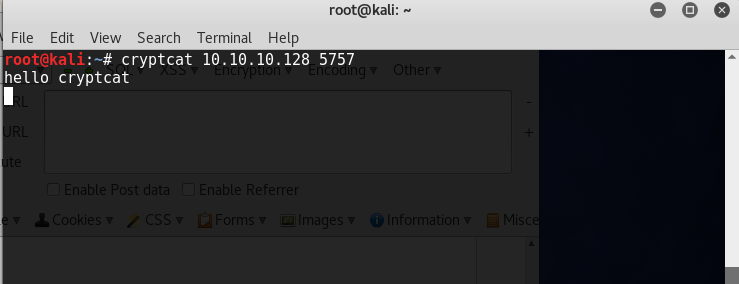 root@kali: ~
File Edit View Search Terminal Help
root@kali:~# cryptcat 10.10.10.128 5757
XSS Encryption Encoding Other
hello cryptcat
URL
-
URL
+
ute
Enable Post data Enable Referrer
Cookies CSS Forms Images Information Misce